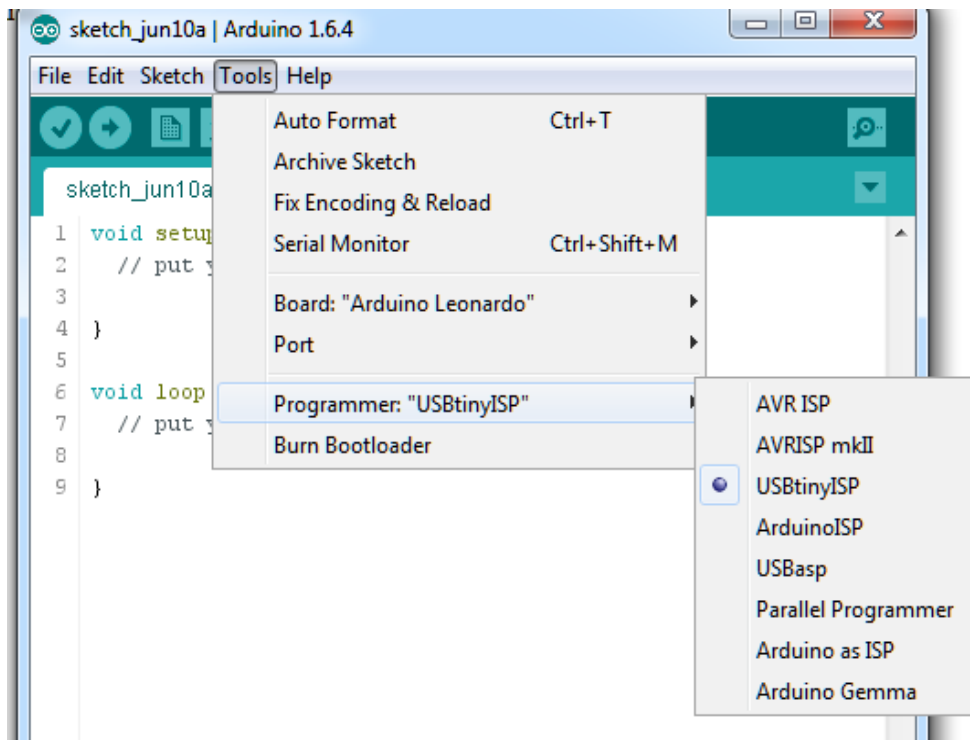 sketch_jun10a | Arduino 1.6.4
File Edit Sketch Tools Help
Auto Format Ctrl+T
Archive Sketch
sketch_jun10a
Fix Encoding & Reload
1 void setup
Serial Monitor Ctrl+Shift+M
2 // put y
3
Board: "Arduino Leonardo"
4 }
Port
5
6 void loop
Programmer: "USBtinyISP"
AVR ISP
7 // put y
Burn Bootloader
AVRISP mkII
8
9 }
USBtinyISP
ArduinoISP
USBasp
Parallel Programmer
Arduino as ISP
Arduino Gemma